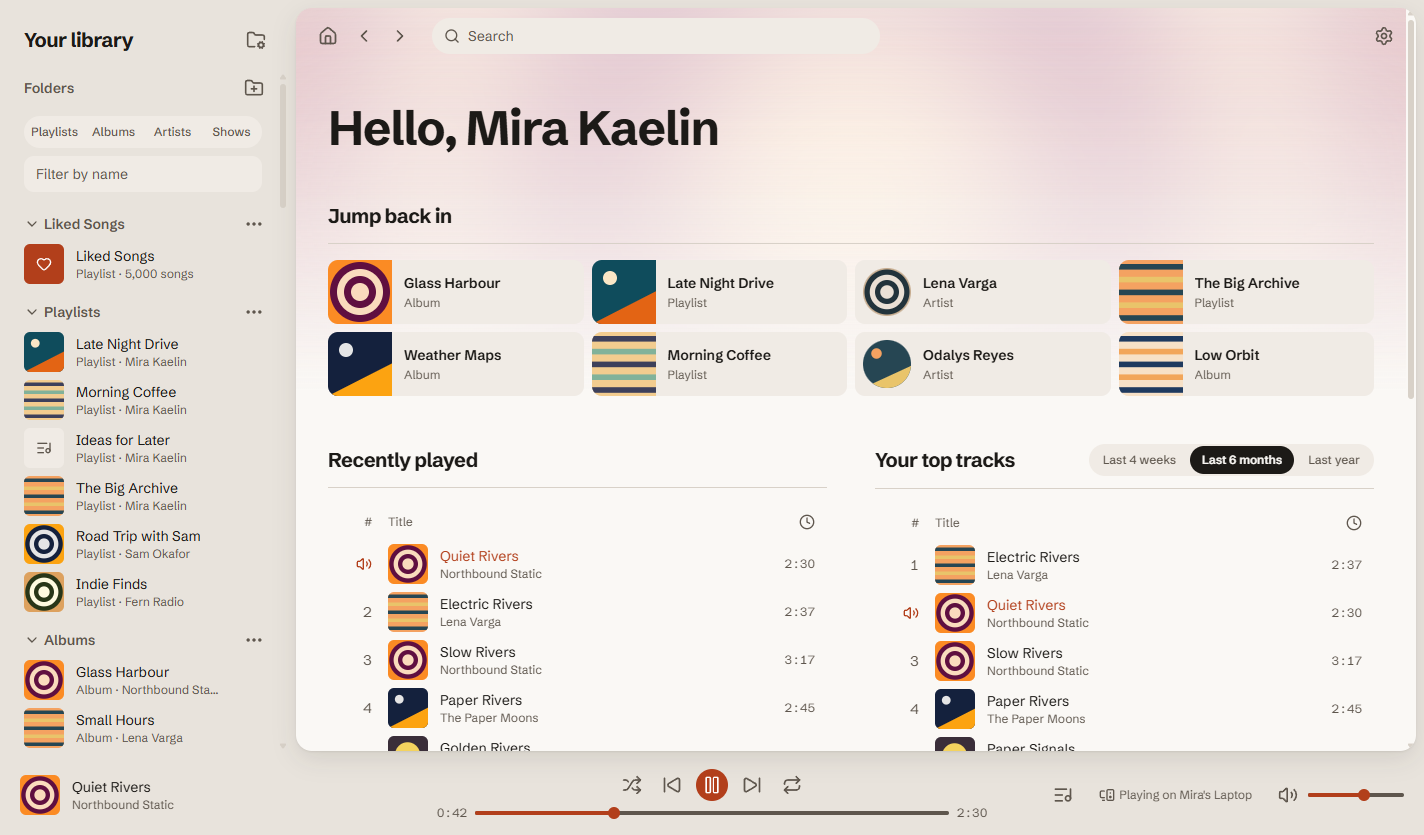 Your library
Folders
Playlists Albums Artists Shows
Filter by name
Liked Songs
Liked Songs
Playlist · 5,000 songs
Playlists
Late Night Drive
Playlist · Mira Kaelin
Morning Coffee
Playlist · Mira Kaelin
Ideas for Later
Playlist · Mira Kaelin
The Big Archive
Playlist · Mira Kaelin
Road Trip with Sam
Playlist · Sam Okafor
Indie Finds
Playlist · Fern Radio
Albums
Glass Harbour
Album · Northbound Sta...
Small Hours
Album · Lena Varga
Search
Hello, Mira Kaelin
Jump back in
Glass Harbour
Album
Late Night Drive
Playlist
Lena Varga
Artist
The Big Archive
Playlist
Weather Maps
Album
Morning Coffee
Playlist
Odalys Reyes
Artist
Low Orbit
Album
Recently played
# Title
Quiet Rivers
Northbound Static
2:30
2 Electric Rivers
Lena Varga
2:37
3 Slow Rivers
Northbound Static
3:17
4 Paper Rivers
The Paper Moons
2:45
Golden Rivers
Your top tracks
Last 4 weeks Last 6 months Last year
# Title
1 Electric Rivers
Lena Varga
2:37
Quiet Rivers
Northbound Static
2:30
3 Slow Rivers
Northbound Static
3:17
4 Paper Rivers
The Paper Moons
2:45
Paper Signals
Quiet Rivers
Northbound Static
0:42 2:30
Playing on Mira's Laptop